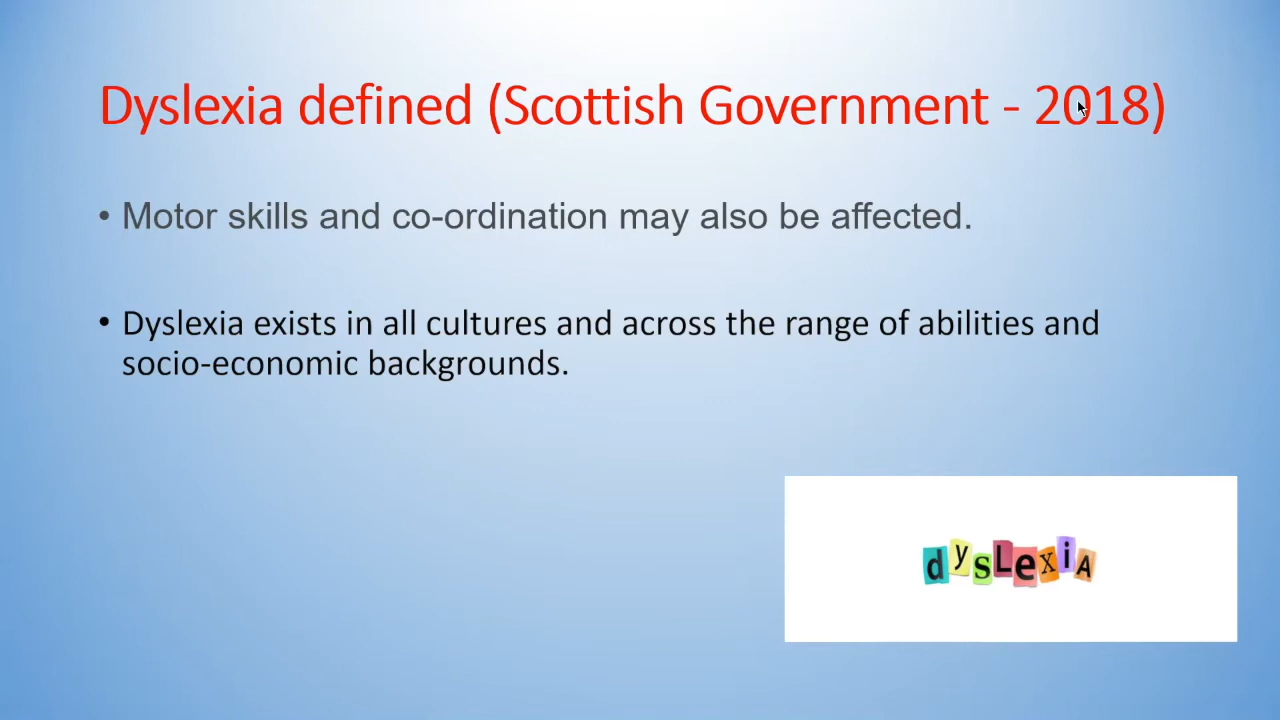 Dyslexia defined (Scottish Government - 2018)
• Motor skills and co-ordination may also be affected.
• Dyslexia exists in all cultures and across the range of abilities and
socio-economic backgrounds.
dysLexiA